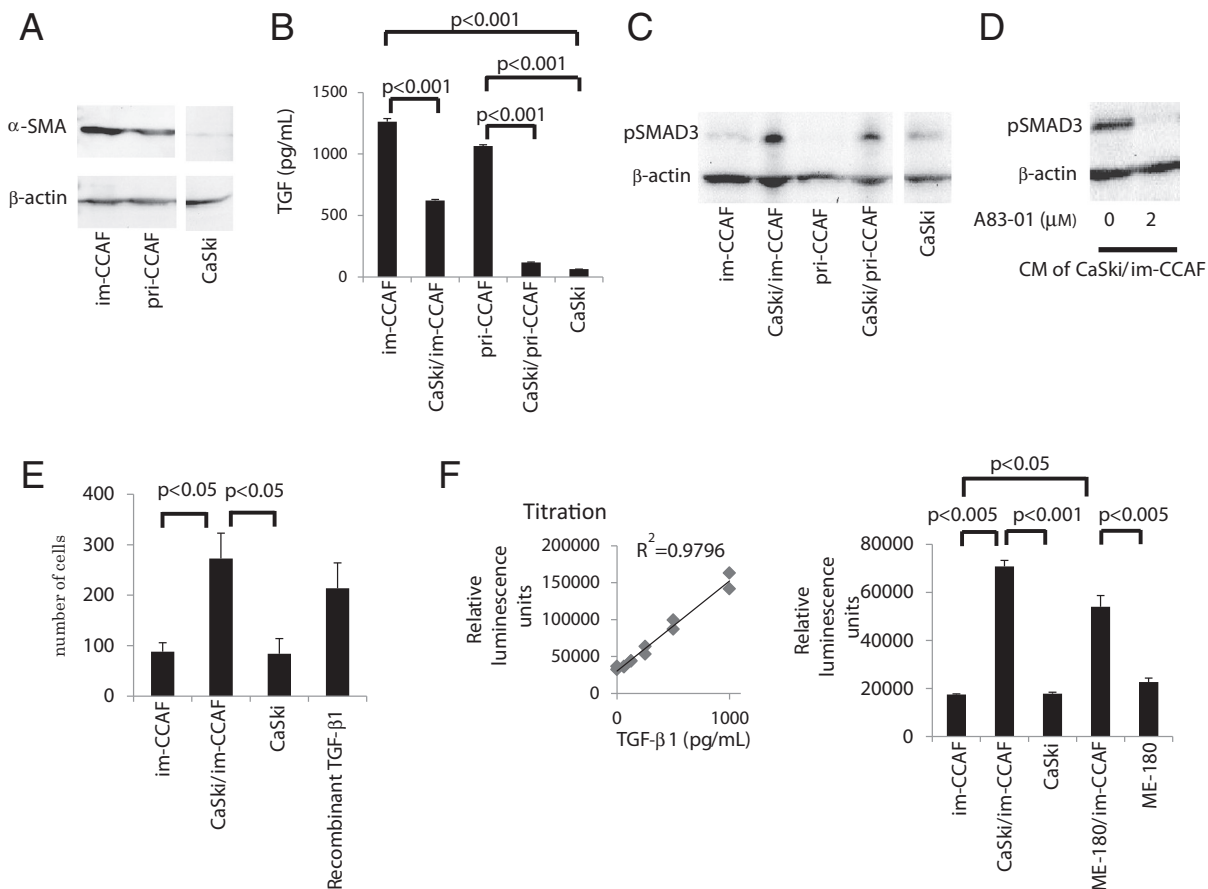 A
α-SMA
β-actin
im-CCAF
pri-CCAF
CaSki
B
p<0.001
p<0.001
p<0.001
p<0.001
TGF (pg/mL)
1500
1000
500
0
im-CCAF
CaSki/im-CCAF
pri-CCAF
CaSki/pri-CCAF
CaSki
C
pSMAD3
β-actin
im-CCAF
CaSki/im-CCAF
pri-CCAF
CaSki/pri-CCAF
CaSki
D
pSMAD3
β-actin
A83-01 (μM) 0 2
CM of CaSki/im-CCAF
E
number of cells
400
300
200
100
0
p<0.05 p<0.05
im-CCAF
CaSki/im-CCAF
CaSki
Recombinant TGF-β1
F
Titration
R²=0.9796
Relative
luminescence
units
200000
150000
100000
50000
0
0 1000
TGF-β1 (pg/mL)
p<0.05
p<0.005 p<0.001 p<0.005
Relative
luminescence
units
80000
60000
40000
20000
0
im-CCAF
CaSki/im-CCAF
CaSki
ME-180/im-CCAF
ME-180